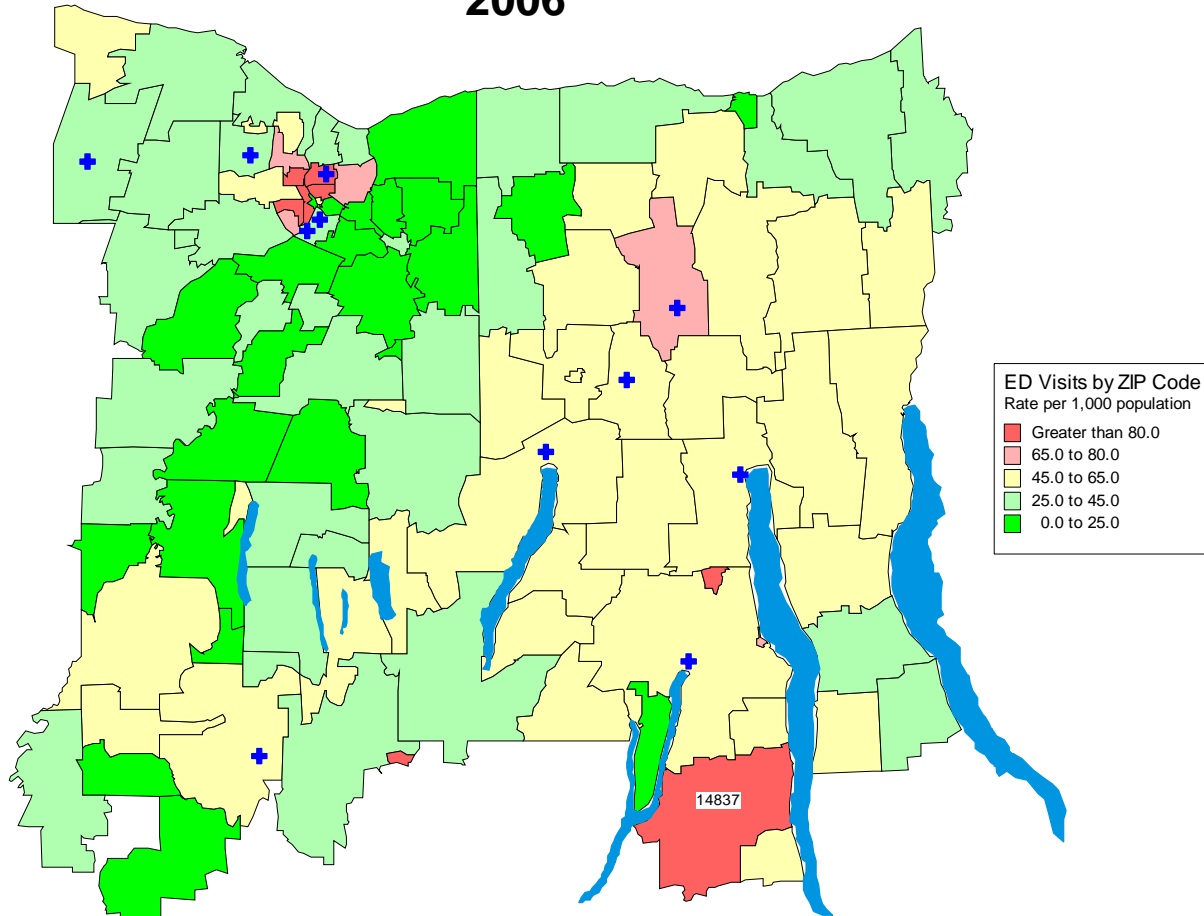 2006
ED Visits by ZIP Code
Rate per 1,000 population
Greater than 80.0
65.0 to 80.0
45.0 to 65.0
25.0 to 45.0
0.0 to 25.0
14837